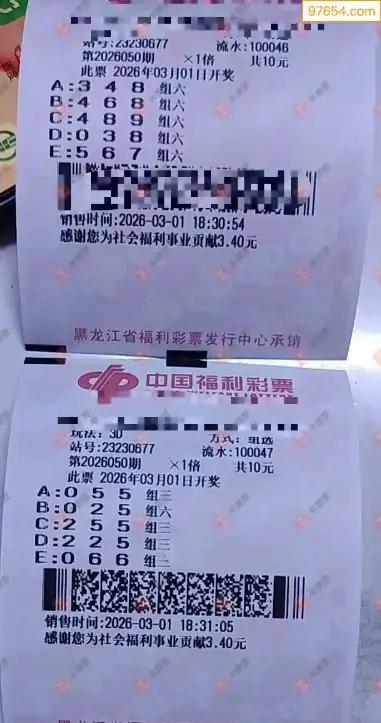 97654.com
站号:23230677 流水:100046
第2026050期 ×1倍 共10元
此票 2026年03月01日开奖
A:3 4 8 组六
B:4 6 8 组六
C:4 8 9 组六
D:0 3 8 组六
E:5 6 7 组六
销售时间:2026-03-01 18:30:54
感谢您为社会福利事业贡献3.40元
黑龙江省福利彩票发行中心承销
中国福利彩票
玩法:3D 方式:组选
站号:23230677 流水:100047
第2026050期 ×1倍 共10元
此票 2026年03月01日开奖
A:0 5 5 组三
B:0 2 5 组六
C:2 5 5 组三
D:2 2 5 组三
E:0 6 6 组三
销售时间:2026-03-01 18:31:05
感谢您为社会福利事业贡献3.40元